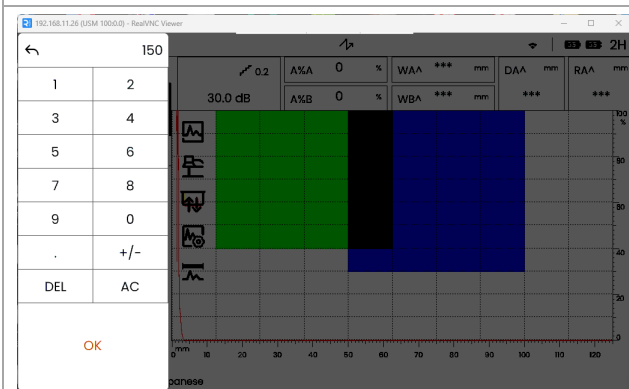 192.168.11.26 (USM 100:0.0) - RealVNC Viewer
150
1 2
3 4
5 6
7 8
9 0
. +/-
DEL AC
OK
2H
0.2
30.0 dB
A%A 0 %
A%B 0 %
WA^ *** mm
WB^ *** mm
DA^ mm
***
RA^ mm
***
100
%
80
60
40
20
0
mm
0 10 20 30 40 50 60 70 80 90 100 110 120
panese